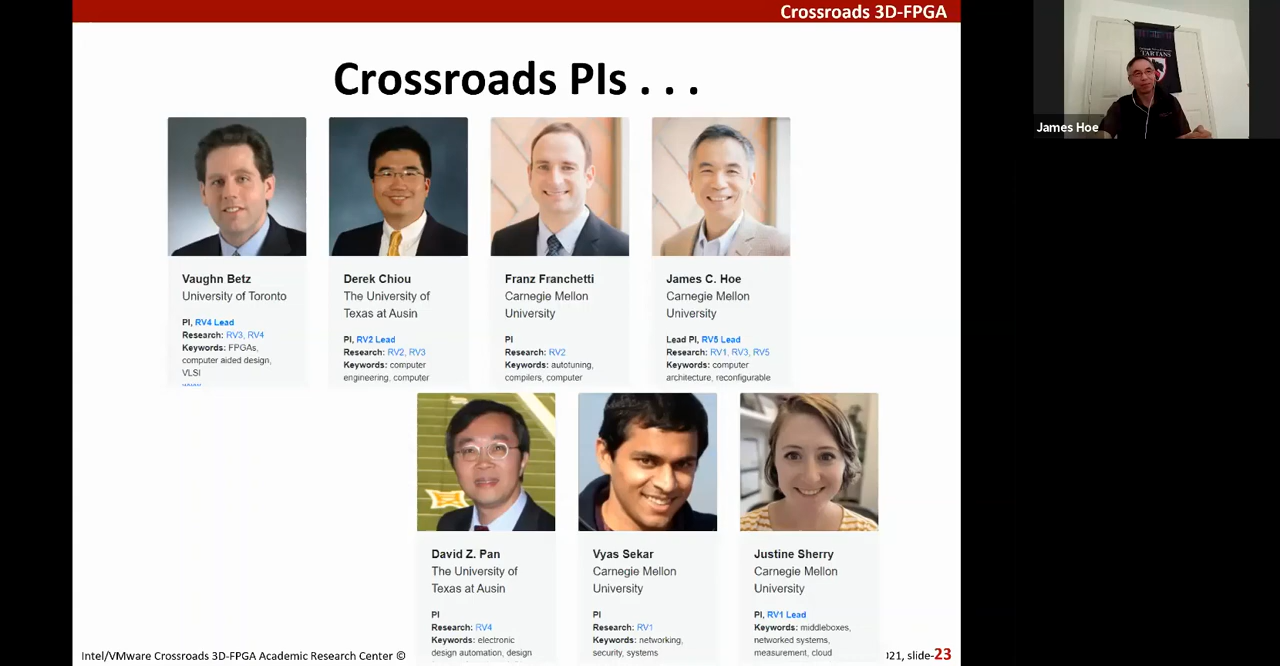 Crossroads 3D-FPGA
Crossroads PIs . . .
James Hoe
Vaughn Betz
University of Toronto
PI, RV4 Lead
Research: RV3, RV4
Keywords: FPGAs,
computer aided design,
VLSI
Derek Chiou
The University of
Texas at Ausin
PI, RV2 Lead
Research: RV2, RV3
Keywords: computer
engineering, computer
Franz Franchetti
Carnegie Mellon
University
PI
Research: RV2
Keywords: autotuning,
compilers, computer
James C. Hoe
Carnegie Mellon
University
Lead PI, RV5 Lead
Research: RV1, RV3, RV5
Keywords: computer
architecture, reconfigurable
David Z. Pan
The University of
Texas at Ausin
PI
Research: RV4
Keywords: electronic
design automation, design
Vyas Sekar
Carnegie Mellon
University
PI
Research: RV1
Keywords: networking,
security, systems
Justine Sherry
Carnegie Mellon
University
PI, RV1 Lead
Keywords: middleboxes,
networked systems,
measurement, cloud
TARTANS
Intel/VMware Crossroads 3D-FPGA Academic Research Center ©
021, slide-23